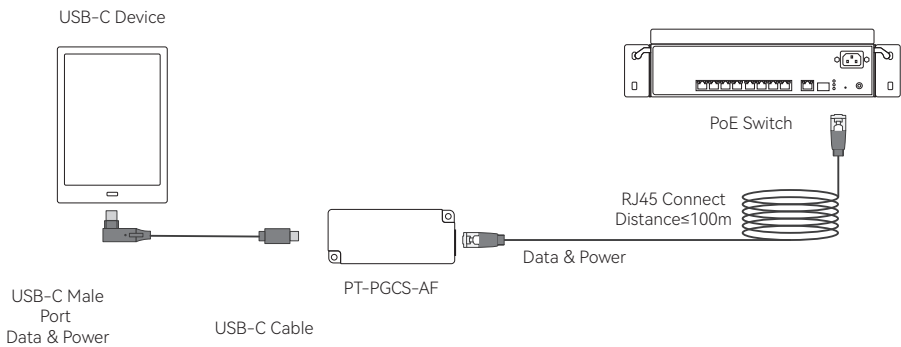 USB-C Device
PoE Switch
RJ45 Connect
Distance≤100m
Data & Power
PT-PGCS-AF
USB-C Male
Port
Data & Power
USB-C Cable